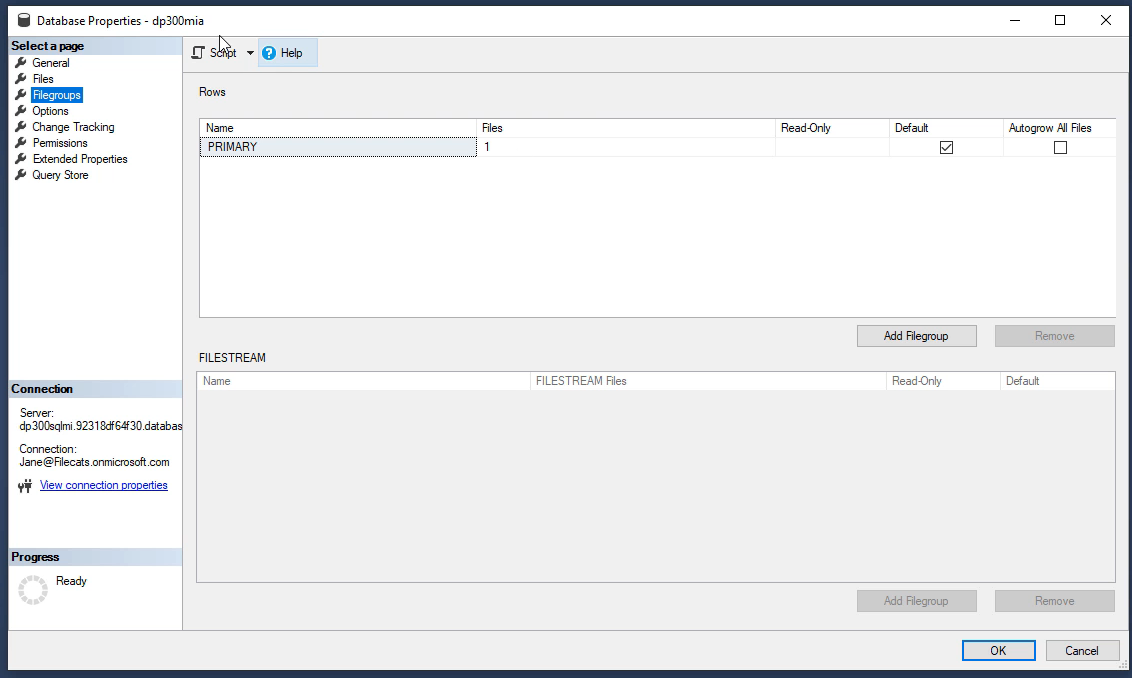 Database Properties - dp300mia
Select a page
General
Files
Filegroups
Options
Change Tracking
Permissions
Extended Properties
Query Store
Connection
Server:
dp300sqlmi.92318df64f30.databas
Connection:
Jane@Filecats.onmicrosoft.com
View connection properties
Progress
Ready
Script ? Help
Rows
Name Files Read-Only Default Autogrow All Files
PRIMARY 1
Add Filegroup Remove
FILESTREAM
Name FILESTREAM Files Read-Only Default
Add Filegroup Remove
OK Cancel